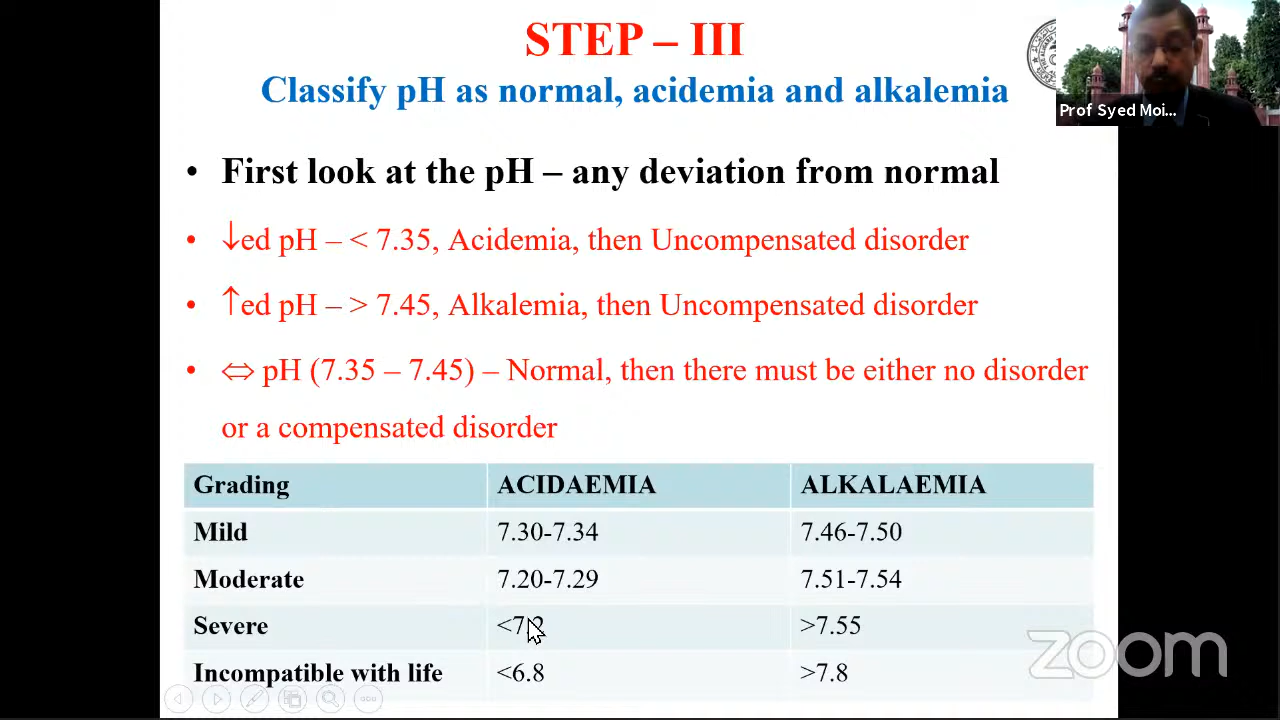 STEP – III
Classify pH as normal, acidemia and alkalemia
Prof Syed Moi...
• First look at the pH – any deviation from normal
• ↓ed pH – < 7.35, Acidemia, then Uncompensated disorder
• ↑ed pH – > 7.45, Alkalemia, then Uncompensated disorder
• ⇔ pH (7.35 – 7.45) – Normal, then there must be either no disorder
or a compensated disorder
Grading ACIDAEMIA ALKALAEMIA
Mild 7.30-7.34 7.46-7.50
Moderate 7.20-7.29 7.51-7.54
Severe <7.2 >7.55
Incompatible with life <6.8 >7.8
zoom